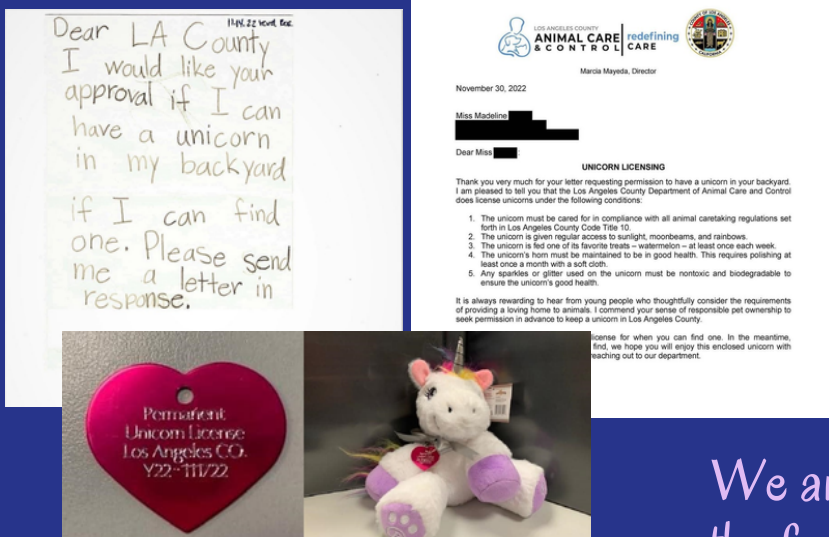 Dear LA County
I would like your
approval if I can
have a unicorn
in my backyard
if I can find
one. Please send
me a letter in
response.
LOS ANGELES COUNTY
ANIMAL CARE
& CONTROL
redefining
CARE
Marcia Mayeda, Director
November 30, 2022
Miss Madeline
Dear Miss :
UNICORN LICENSING
Thank you very much for your letter requesting permission to have a unicorn in your backyard.
I am pleased to tell you that the Los Angeles County Department of Animal Care and Control
does license unicorns under the following conditions:
1. The unicorn must be cared for in compliance with all animal caretaking regulations set
forth in Los Angeles County Code Title 10.
2. The unicorn is given regular access to sunlight, moonbeams, and rainbows.
3. The unicorn is fed one of its favorite treats – watermelon – at least once each week.
4. The unicorn's horn must be maintained to be in good health. This requires polishing at
least once a month with a soft cloth.
5. Any sparkles or glitter used on the unicorn must be nontoxic and biodegradable to
ensure the unicorn's good health.
It is always rewarding to hear from young people who thoughtfully consider the requirements
of providing a loving home to animals. I commend your sense of responsible pet ownership to
seek permission in advance to keep a unicorn in Los Angeles County.
license for when you can find one. In the meantime,
find, we hope you will enjoy this enclosed unicorn with
reaching out to our department.
Permanent
Unicorn License
Los Angeles CO.
Y22-111/22
We ar